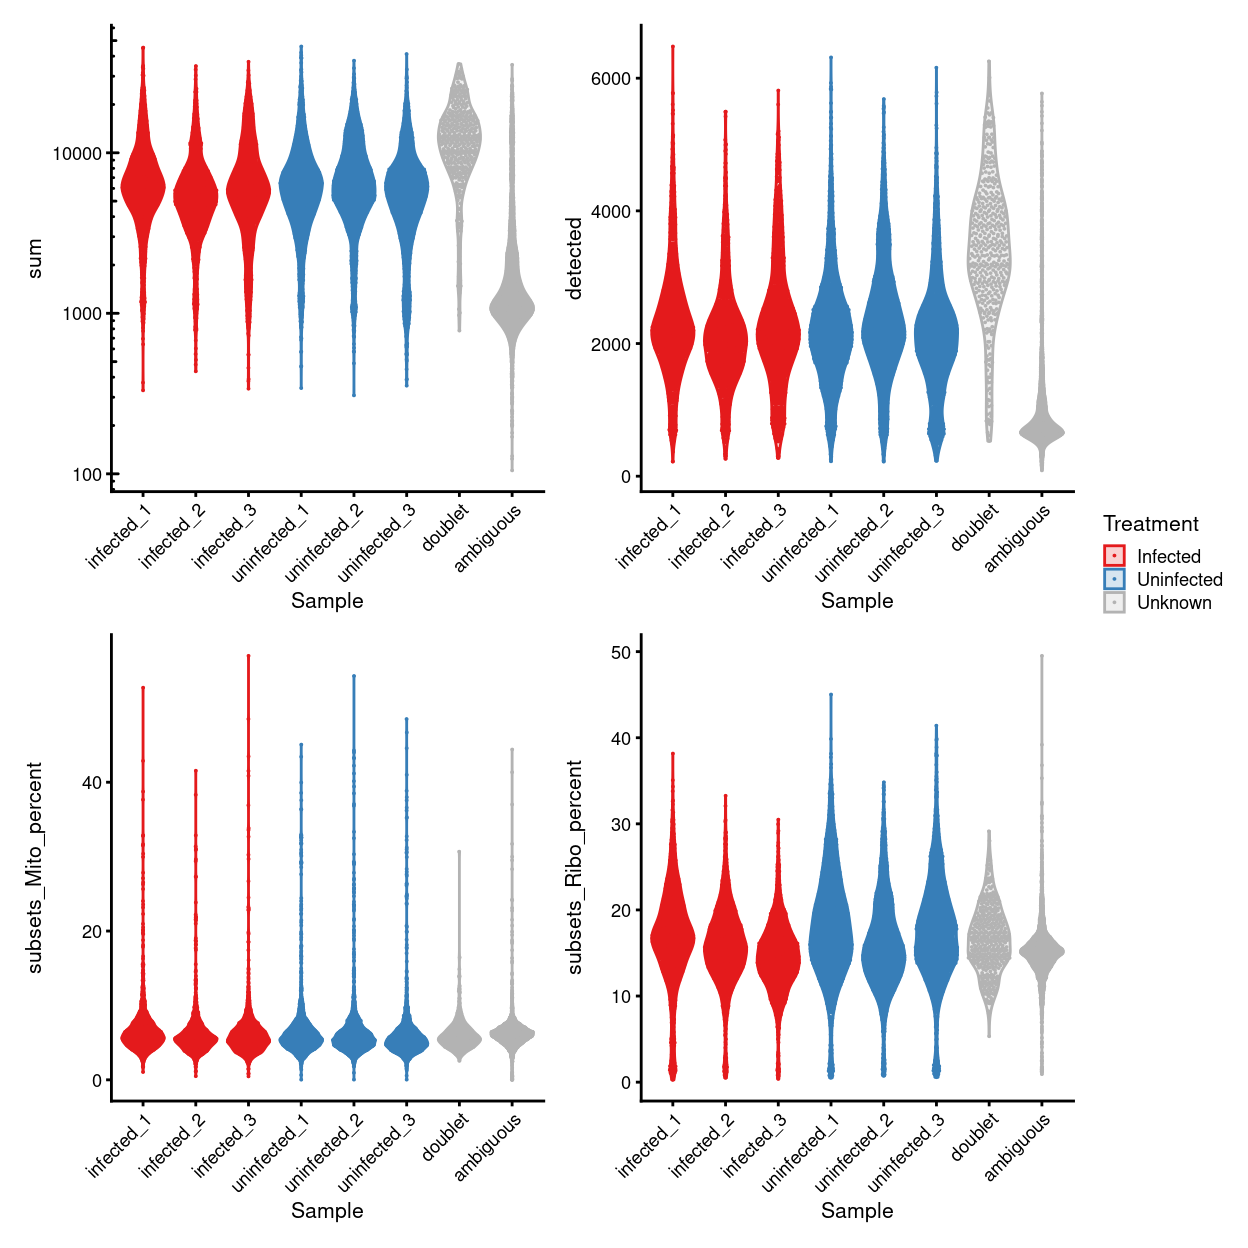 sum
10000
1000
100
infected_1
infected_2
infected_3
uninfected_1
uninfected_2
uninfected_3
doublet
ambiguous
Sample
detected
6000
4000
2000
0
infected_1
infected_2
infected_3
uninfected_1
uninfected_2
uninfected_3
doublet
ambiguous
Sample
Treatment
Infected
Uninfected
Unknown
subsets_Mito_percent
40
20
0
infected_1
infected_2
infected_3
uninfected_1
uninfected_2
uninfected_3
doublet
ambiguous
Sample
subsets_Ribo_percent
50
40
30
20
10
0
infected_1
infected_2
infected_3
uninfected_1
uninfected_2
uninfected_3
doublet
ambiguous
Sample